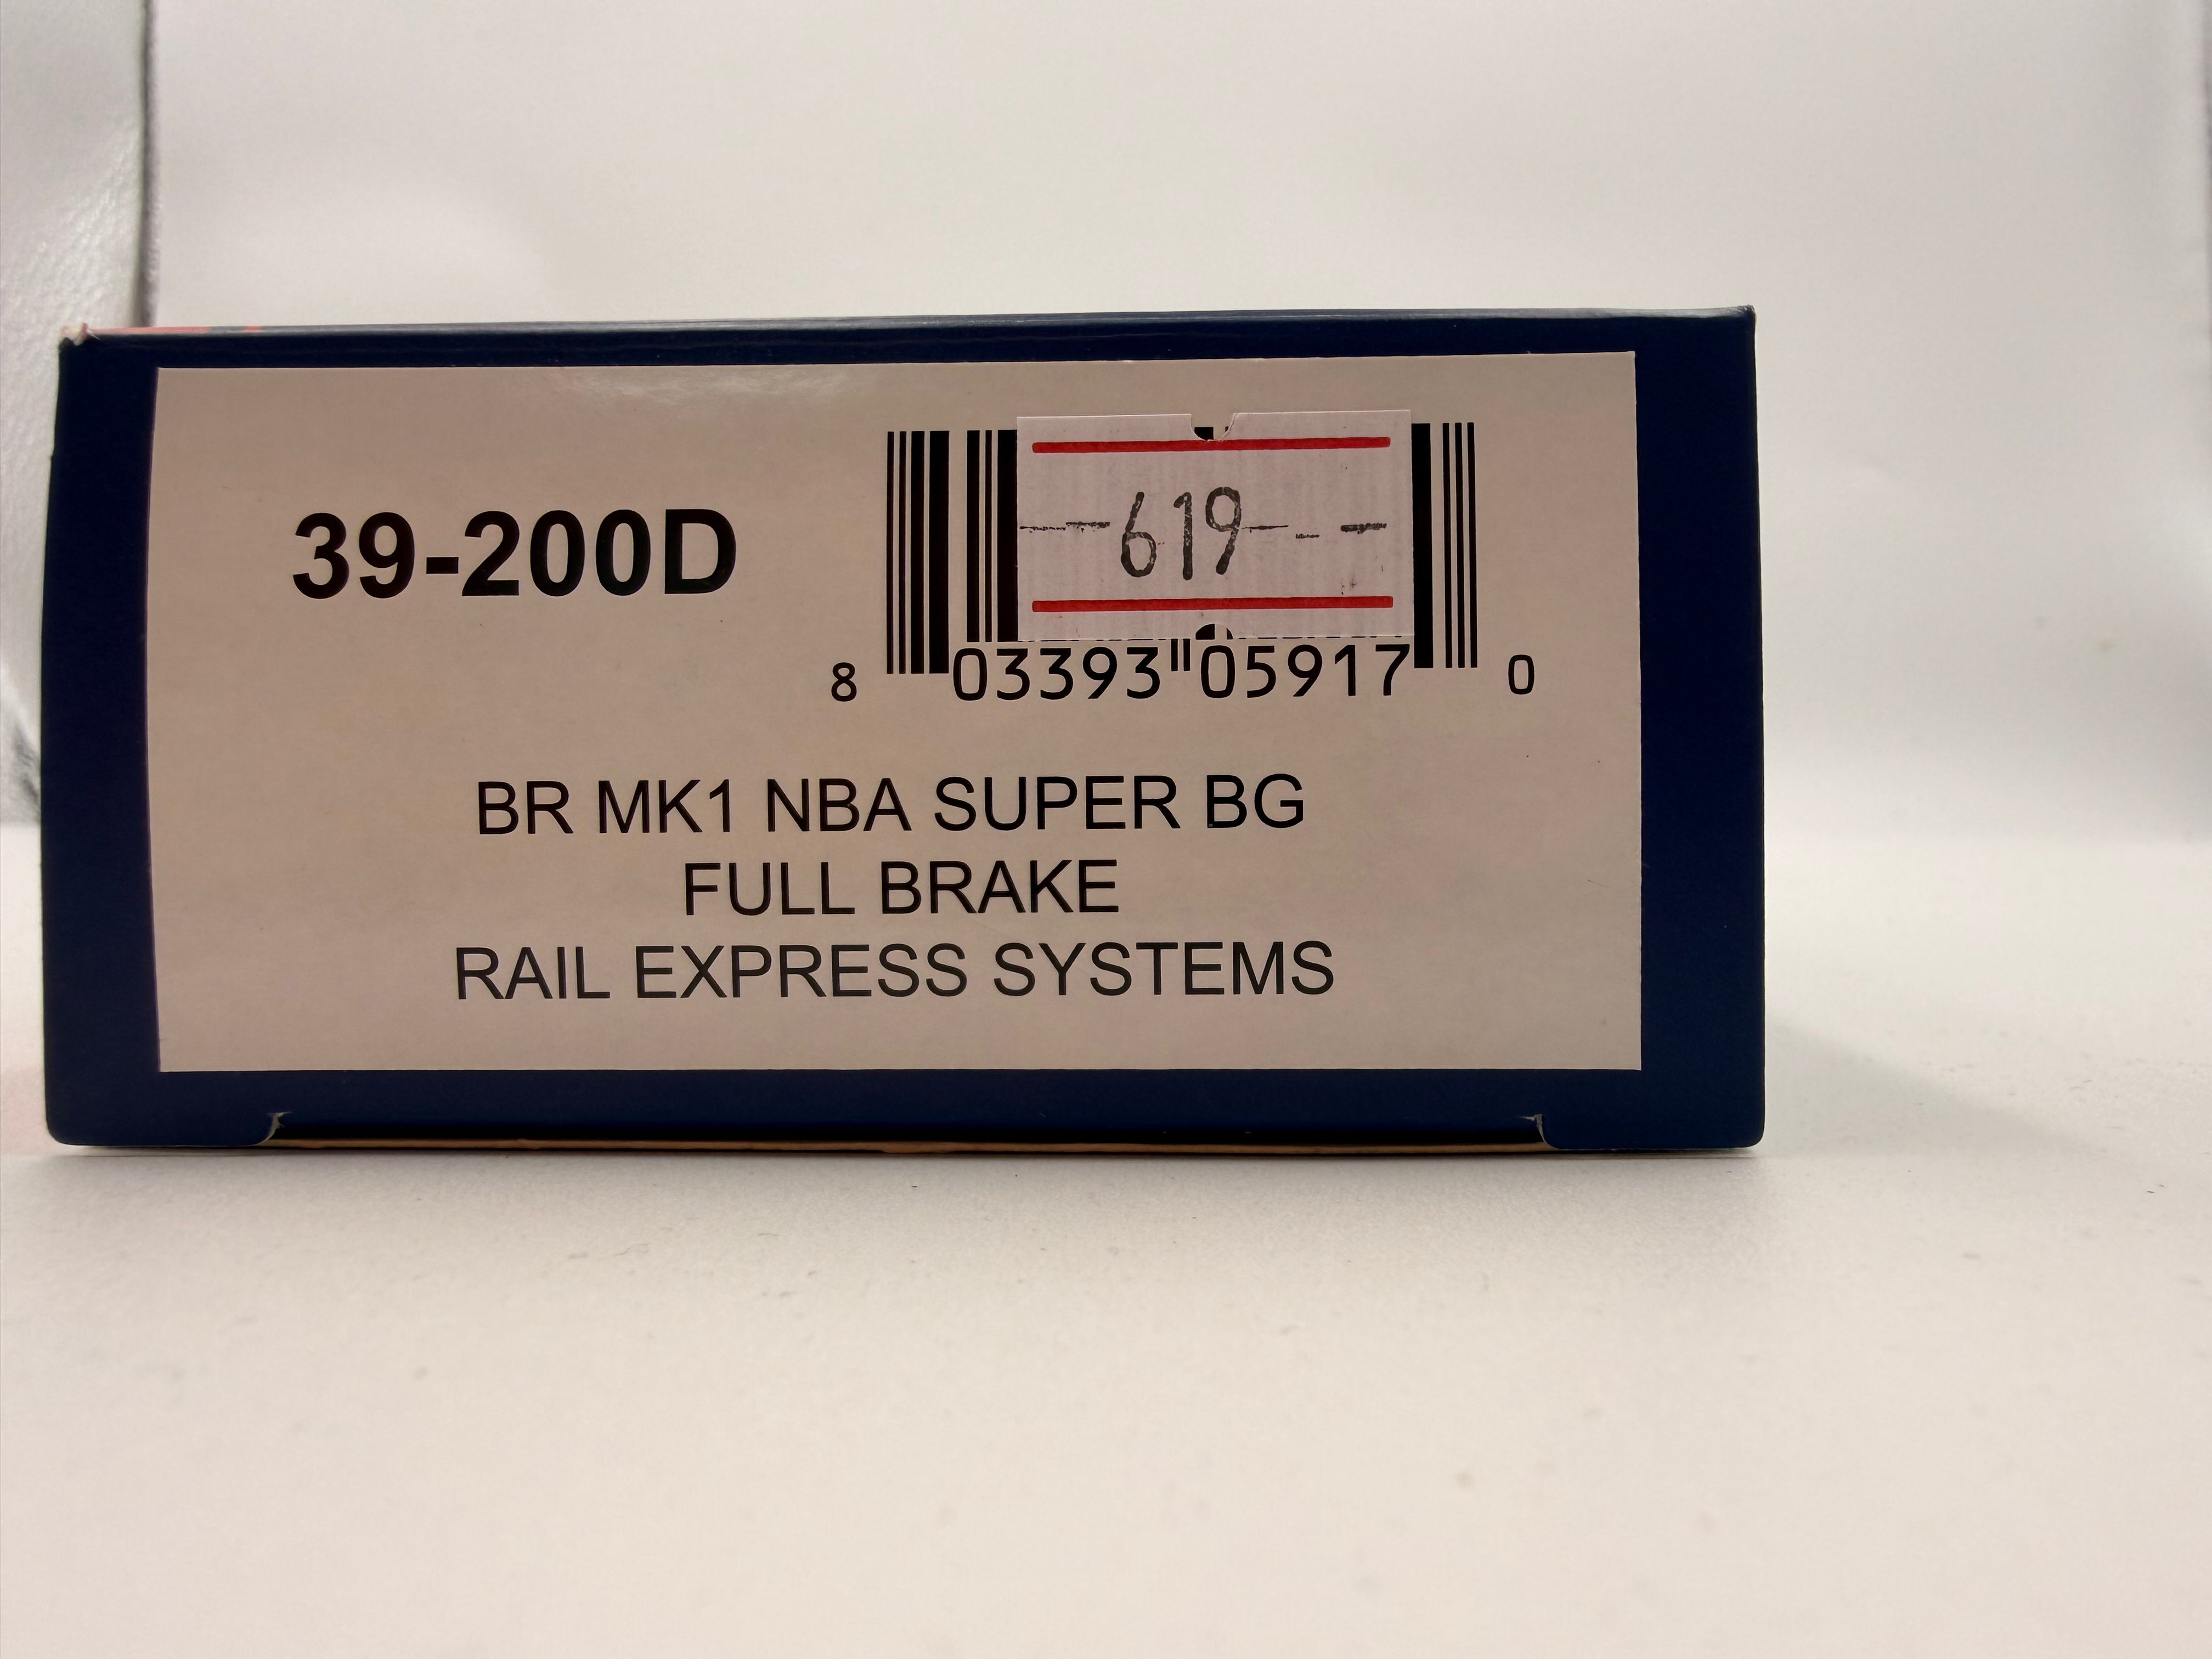 39-200D
619
8 03393 05917 0
BR MK1 NBA SUPER BG
FULL BRAKE
RAIL EXPRESS SYSTEMS